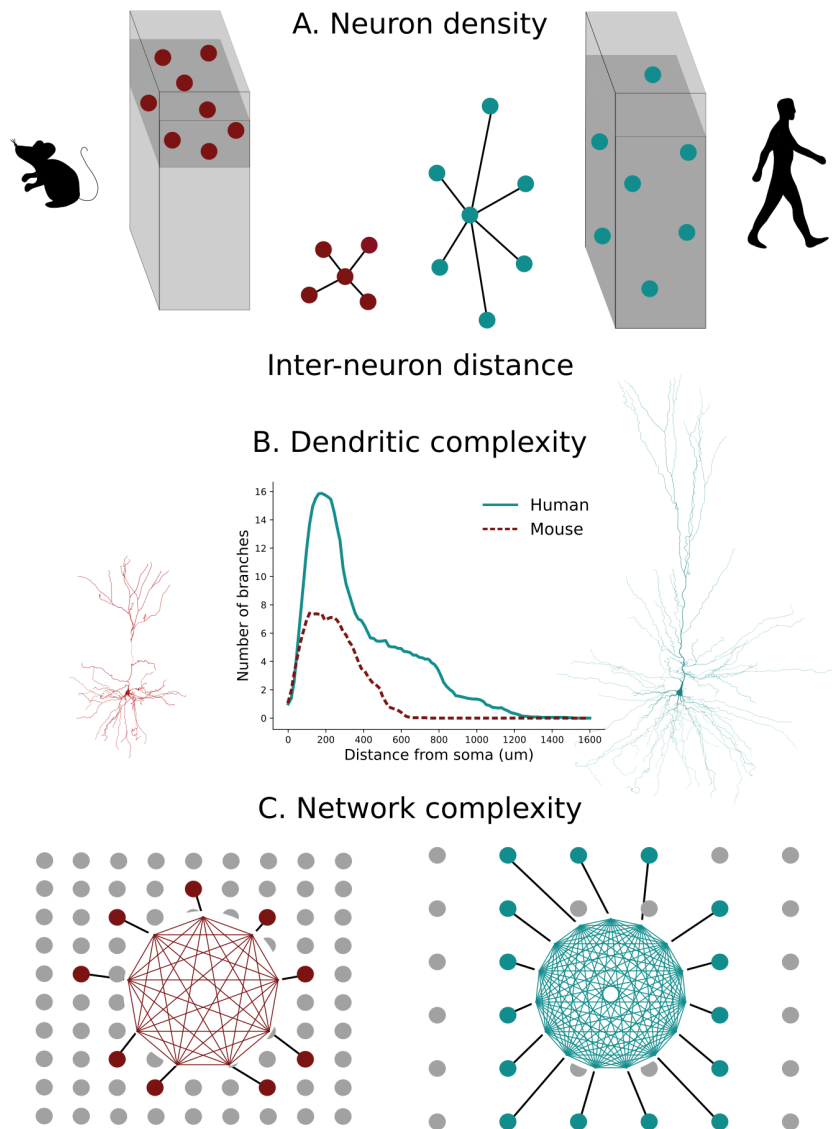 A. Neuron density
Inter-neuron distance
B. Dendritic complexity
Number of branches
16
14
12
10
8
6
4
2
0
Human
Mouse
0 200 400 600 800 1000 1200 1400 1600
Distance from soma (um)
C. Network complexity